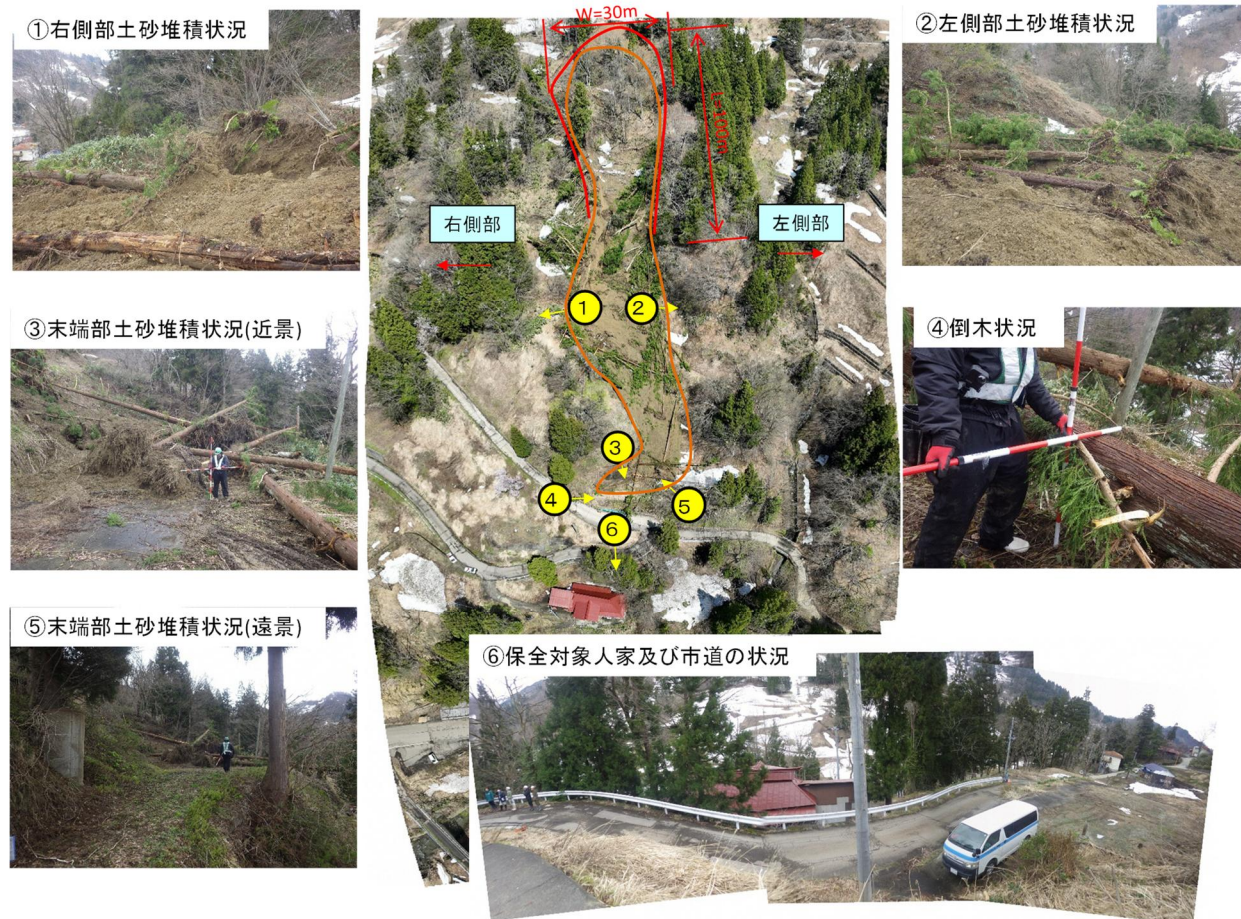 ①右側部土砂堆積状況
W=30m
②左側部土砂堆積状況
L=100m
右側部
左側部
①
②
③末端部土砂堆積状況(近景)
④倒木状況
③
④
⑤
⑥
⑤末端部土砂堆積状況(遠景)
⑥保全対象人家及び市道の状況